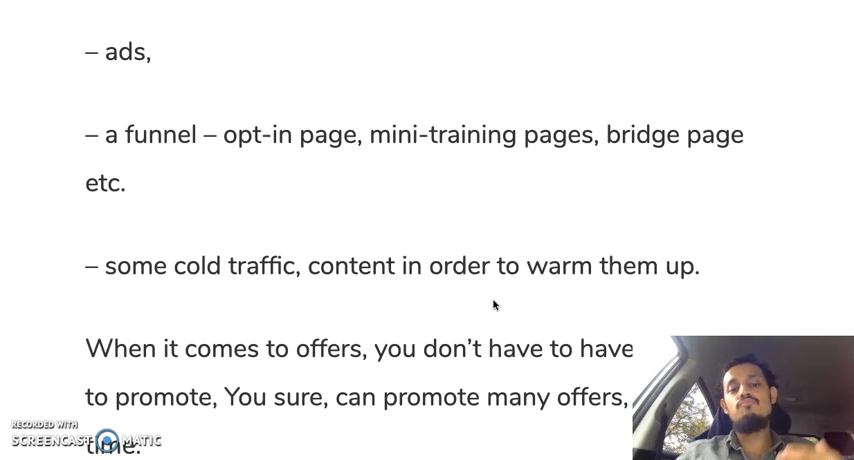 – ads,
– a funnel – opt-in page, mini-training pages, bridge page
etc.
– some cold traffic, content in order to warm them up.
When it comes to offers, you don’t have to have
to promote, You sure, can promote many offers,
RECORDED WITH
SCREENCAST MATIC
time.